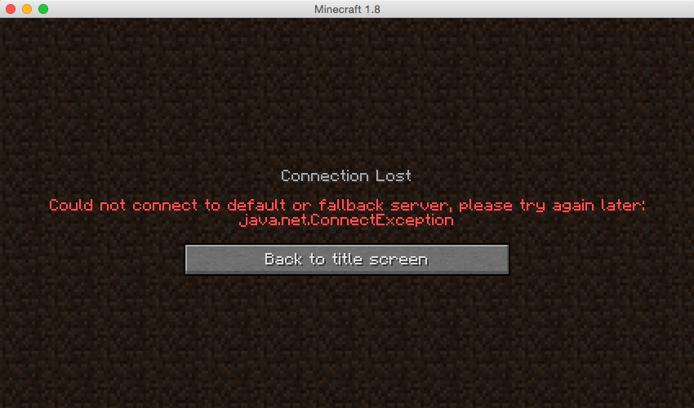 Minecraft 1.8
Connection Lost
Could not connect to default or fallback server, please try again later:
java.net.ConnectException
Back to title screen